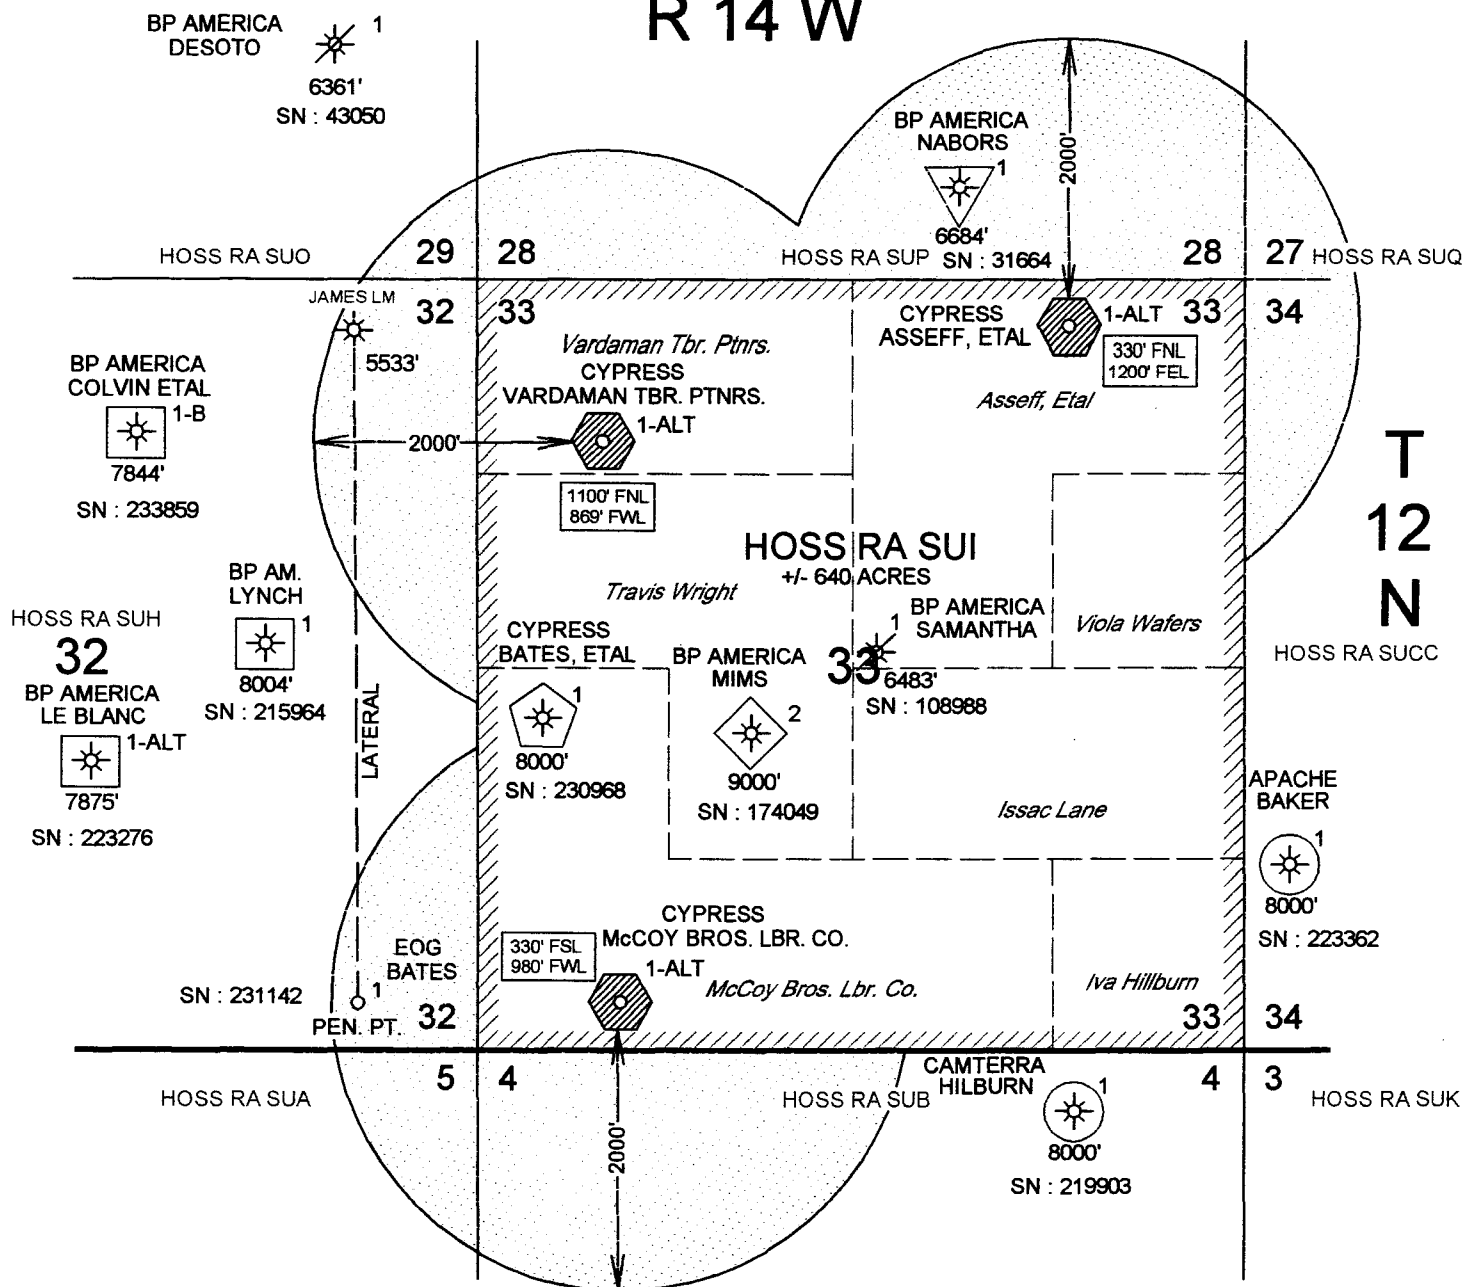 R 14 W
BP AMERICA
DESOTO
1
6361'
SN : 43050
BP AMERICA
NABORS
1
2000'
6684'
SN : 31664
HOSS RA SUO
29
28
HOSS RA SUP
28
27
HOSS RA SUQ
JAMES LM
32
33
5533'
Vardaman Tbr. Ptnrs.
CYPRESS
VARDAMAN TBR. PTNRS.
1-ALT
2000'
1100' FNL
869' FWL
CYPRESS
ASSEFF, ETAL
1-ALT
33
34
330' FNL
1200' FEL
Asseff, Etal
BP AMERICA
COLVIN ETAL
1-B
7844'
SN : 233859
T
12
N
HOSS RA SUI
+/- 640 ACRES
Travis Wright
BP AM.
LYNCH
1
8004'
SN : 215964
HOSS RA SUH
32
BP AMERICA
LE BLANC
1-ALT
7875'
SN : 223276
LATERAL
CYPRESS
BATES, ETAL
1
8000'
SN : 230968
BP AMERICA
MIMS
2
9000'
SN : 174049
33
1
BP AMERICA
SAMANTHA
6483'
SN : 108988
Viola Wafers
HOSS RA SUCC
Issac Lane
APACHE
BAKER
1
8000'
SN : 223362
EOG
BATES
SN : 231142
1
PEN. PT.
32
330' FSL
980' FWL
CYPRESS
McCOY BROS. LBR. CO.
1-ALT
McCoy Bros. Lbr. Co.
Iva Hillburn
33
34
5
4
HOSS RA SUA
2000'
HOSS RA SUB
CAMTERRA
HILBURN
1
8000'
SN : 219903
4
3
HOSS RA SUK